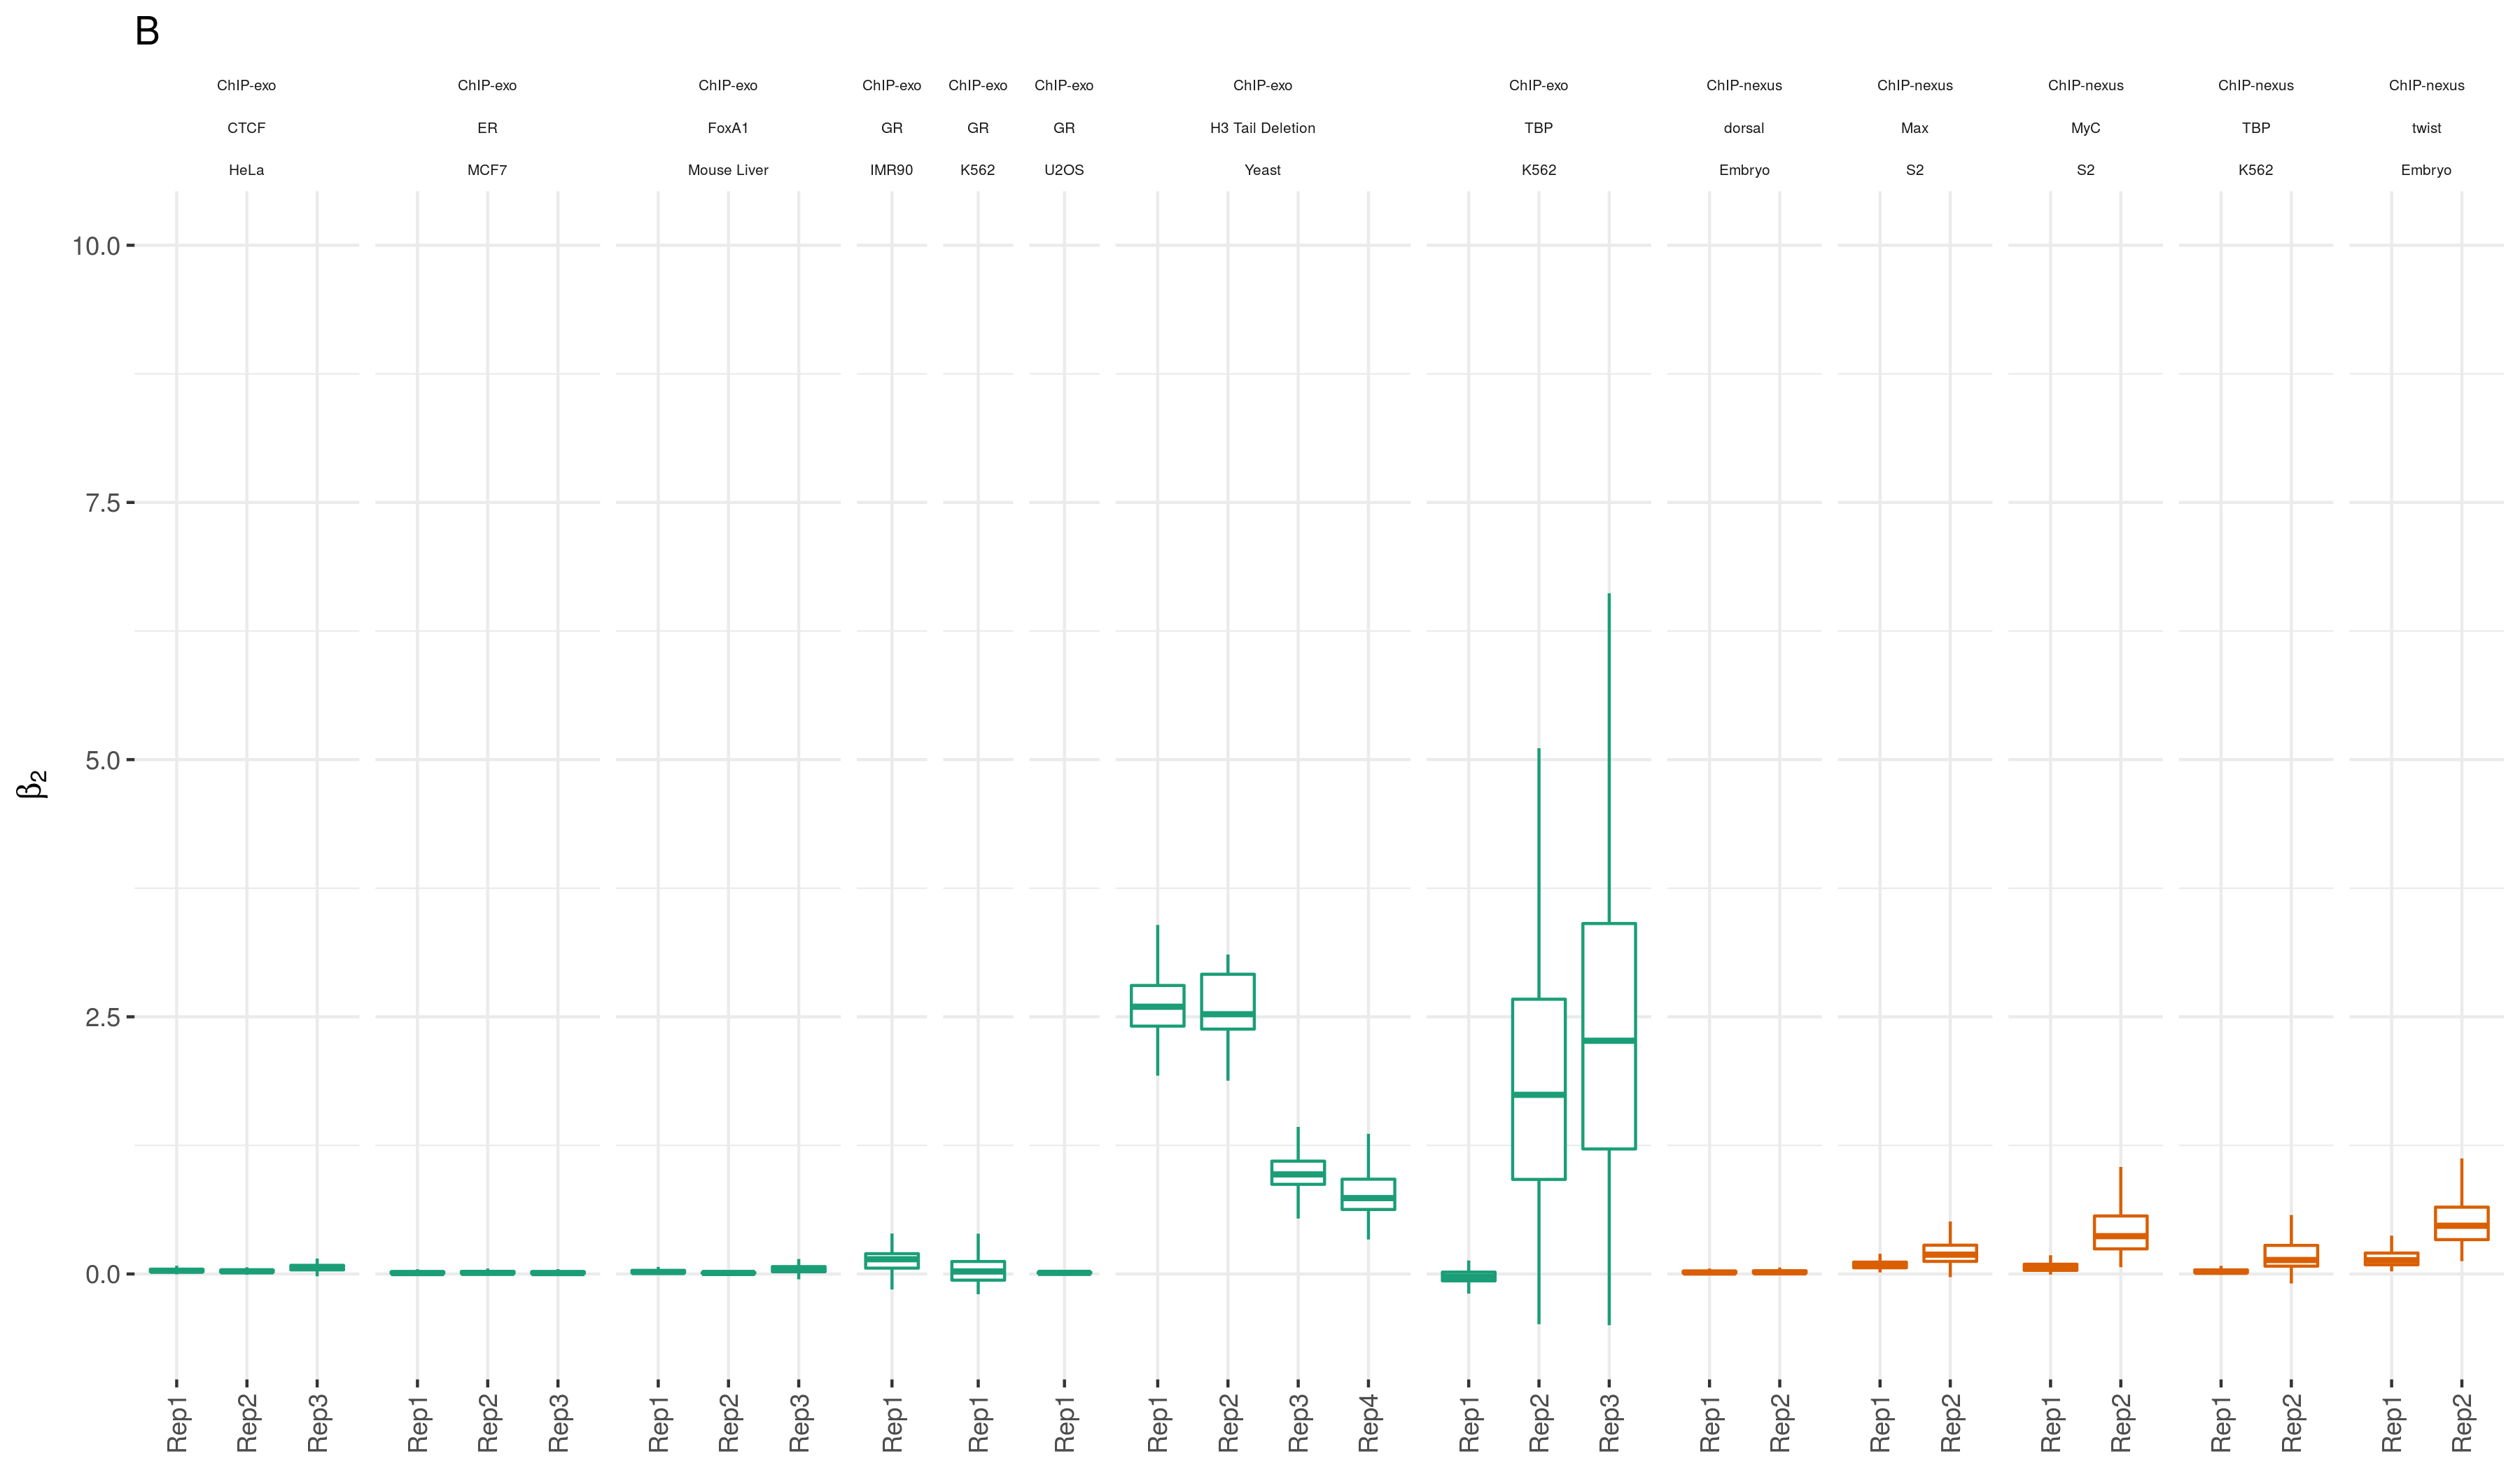 B
ChIP-exo ChIP-exo ChIP-exo ChIP-exo ChIP-exo ChIP-exo ChIP-exo ChIP-exo ChIP-nexus ChIP-nexus ChIP-nexus ChIP-nexus ChIP-nexus
CTCF ER FoxA1 GR GR GR H3 Tail Deletion TBP dorsal Max MyC TBP twist
HeLa MCF7 Mouse Liver IMR90 K562 U2OS Yeast K562 Embryo S2 S2 K562 Embryo
10.0
7.5
5.0
2.5
0.0
β2
Rep1 Rep2 Rep3 Rep1 Rep2 Rep3 Rep1 Rep2 Rep3 Rep1 Rep1 Rep1 Rep1 Rep2 Rep3 Rep4 Rep1 Rep2 Rep3 Rep1 Rep2 Rep1 Rep2 Rep1 Rep2 Rep1 Rep2 Rep1 Rep2